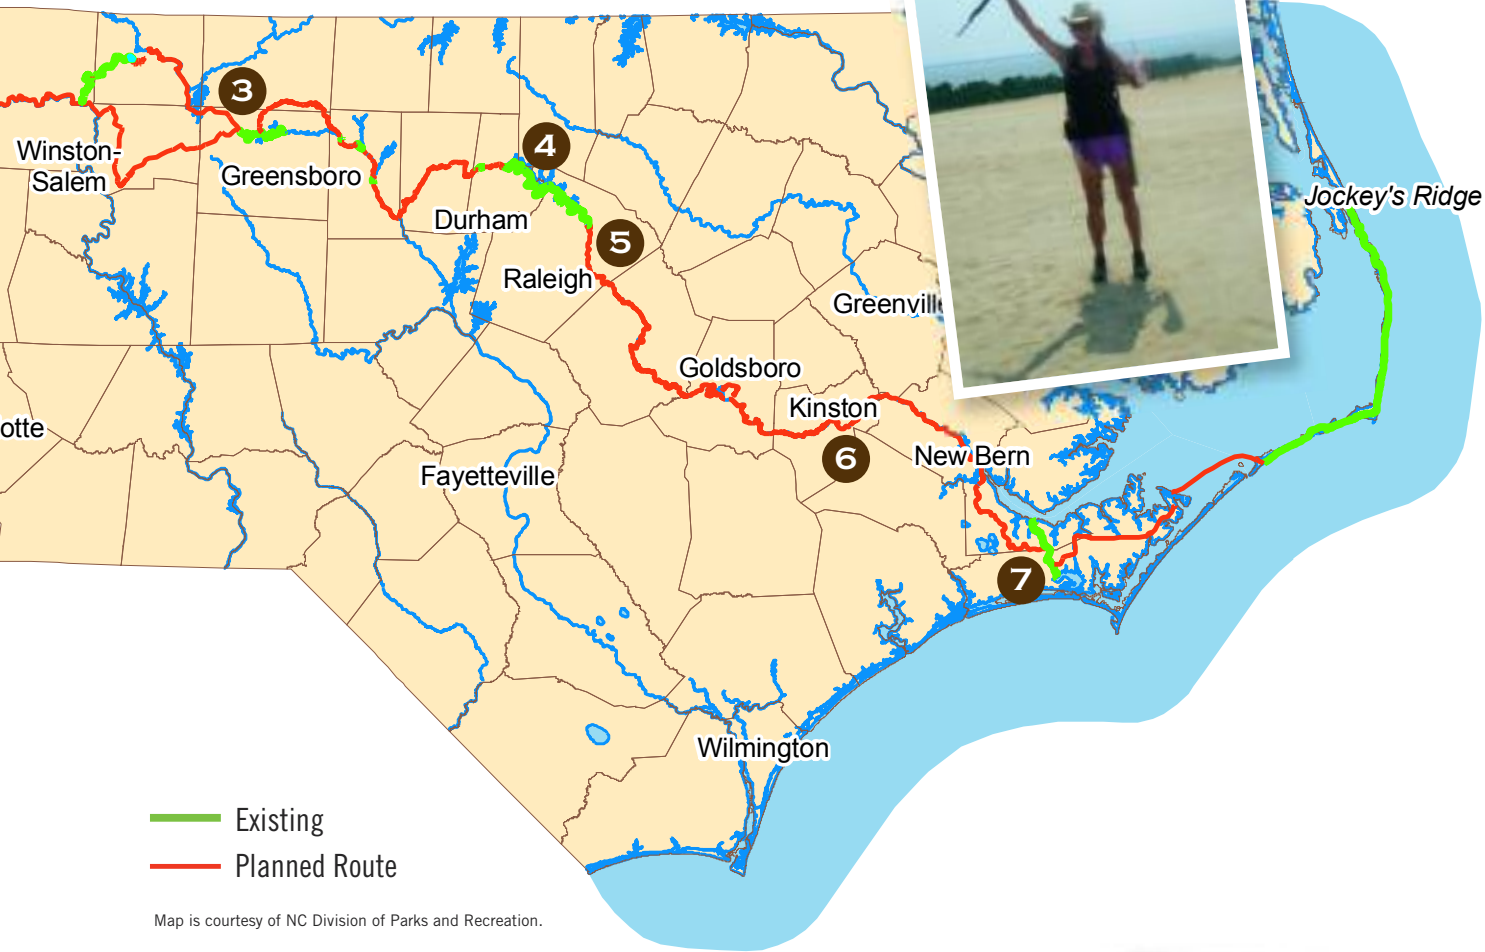 3
4
Winston-
Salem
Greensboro
Jockey's Ridge
Durham
5
Raleigh
Greenville
Goldsboro
Kinston
otte
6
New Bern
Fayetteville
7
Wilmington
Existing
Planned Route
Map is courtesy of NC Division of Parks and Recreation.